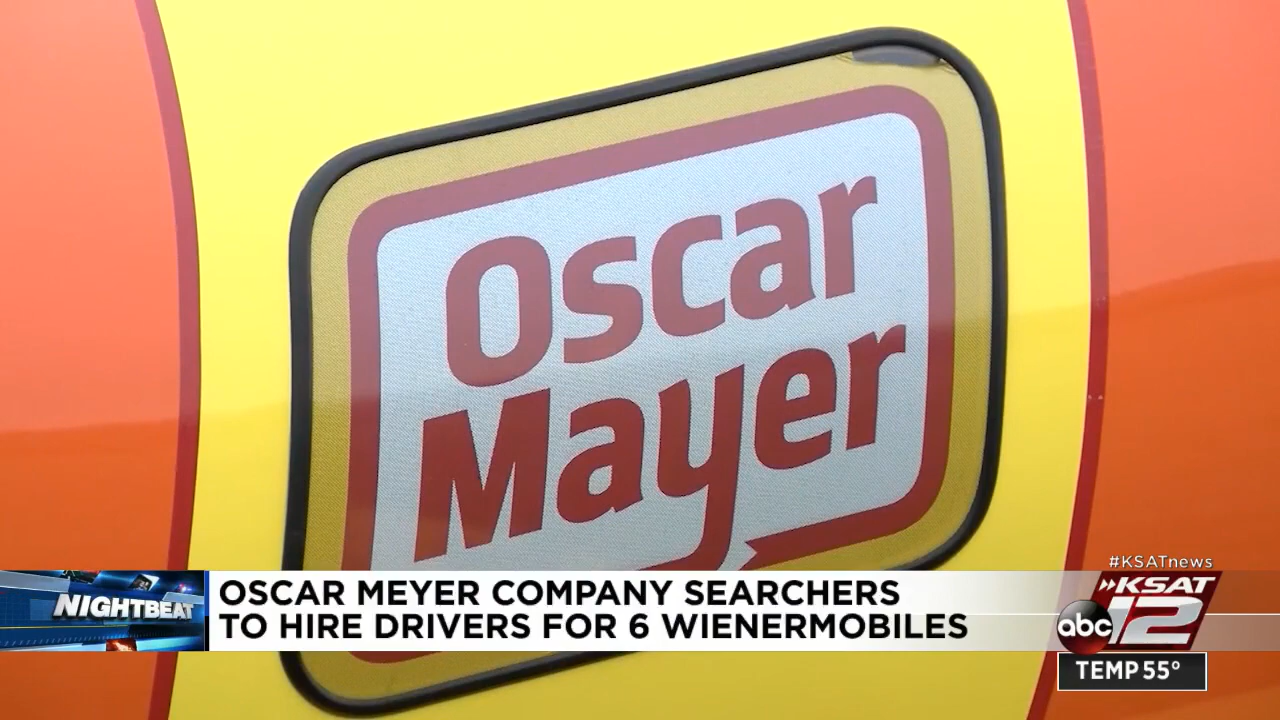 Oscar
Mayer
#KSATnews
NIGHTBEAT
OSCAR MEYER COMPANY SEARCHERS
TO HIRE DRIVERS FOR 6 WIENERMOBILES
KSAT
abc 12
TEMP 55°